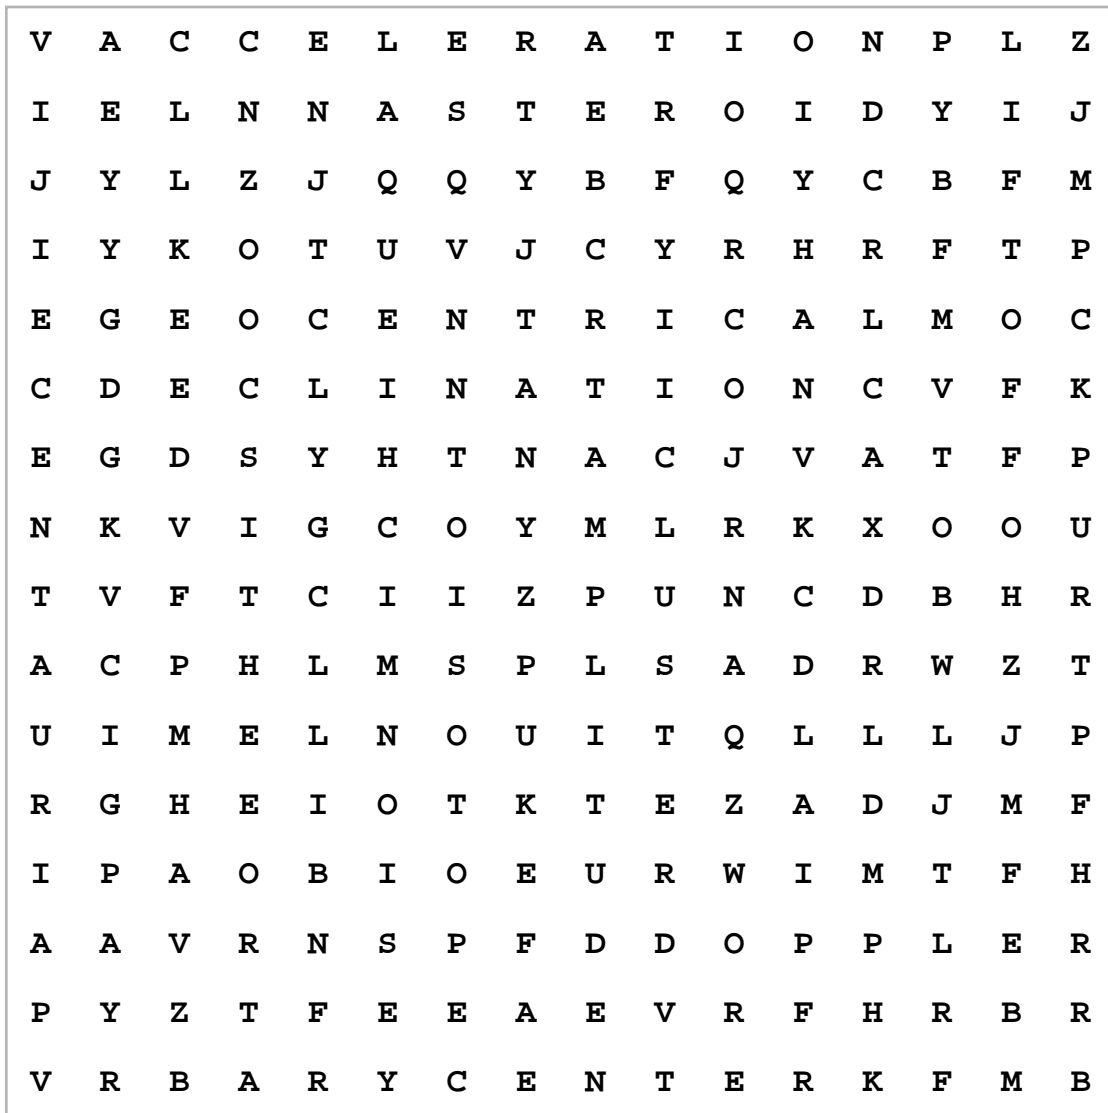 V A C C E L E R A T I O N P L Z
I E L N N A S T E R O I D Y I J
J Y L Z J Q Q Y B F Q Y C B F M
I Y K O T U V J C Y R H R F T P
E G E O C E N T R I C A L M O C
C D E C L I N A T I O N C V F K
E G D S Y H T N A C J V A T F P
N K V I G C O Y M L R K X O O U
T V F T C I I Z P U N C D B H R
A C P H L M S P L S A D R W Z T
U I M E L N O U I T Q L L L J P
R G H E I O T K T E Z A D J M F
I P A O B I O E U R W I M T F H
A A V R N S P F D D O P P L E R
P Y Z T F E E A E V R F H R B R
V R B A R Y C E N T E R K F M B